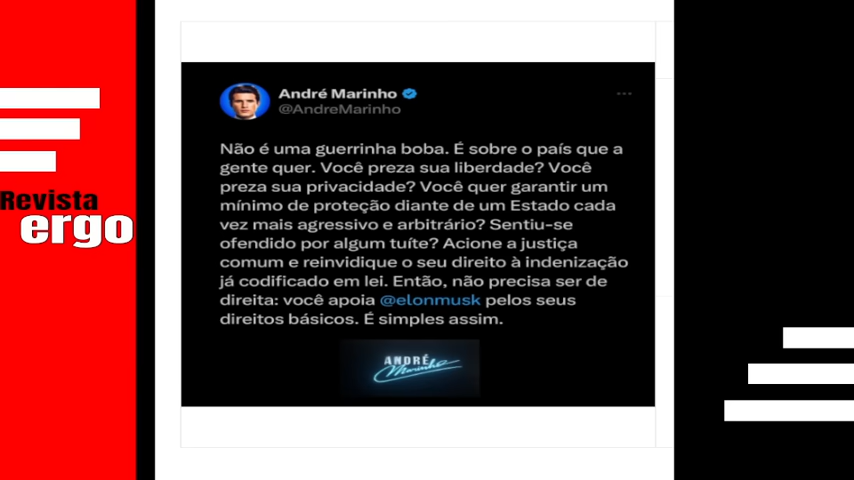 Revista
ergo
André Marinho
@AndreMarinho
Não é uma guerrinha boba. É sobre o país que a
gente quer. Você preza sua liberdade? Você
preza sua privacidade? Você quer garantir um
mínimo de proteção diante de um Estado cada
vez mais agressivo e arbitrário? Sentiu-se
ofendido por algum tuíte? Acione a justiça
comum e reinvidique o seu direito à indenização
já codificado em lei. Então, não precisa ser de
direita: você apoia @elonmusk pelos seus
direitos básicos. É simples assim.
ANDRÉ
Marinho